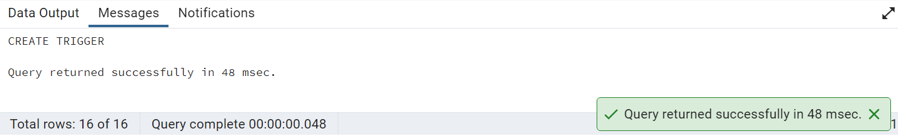 Data Output Messages Notifications
CREATE TRIGGER
Query returned successfully in 48 msec.
Total rows: 16 of 16 Query complete 00:00:00.048
Query returned successfully in 48 msec.
1